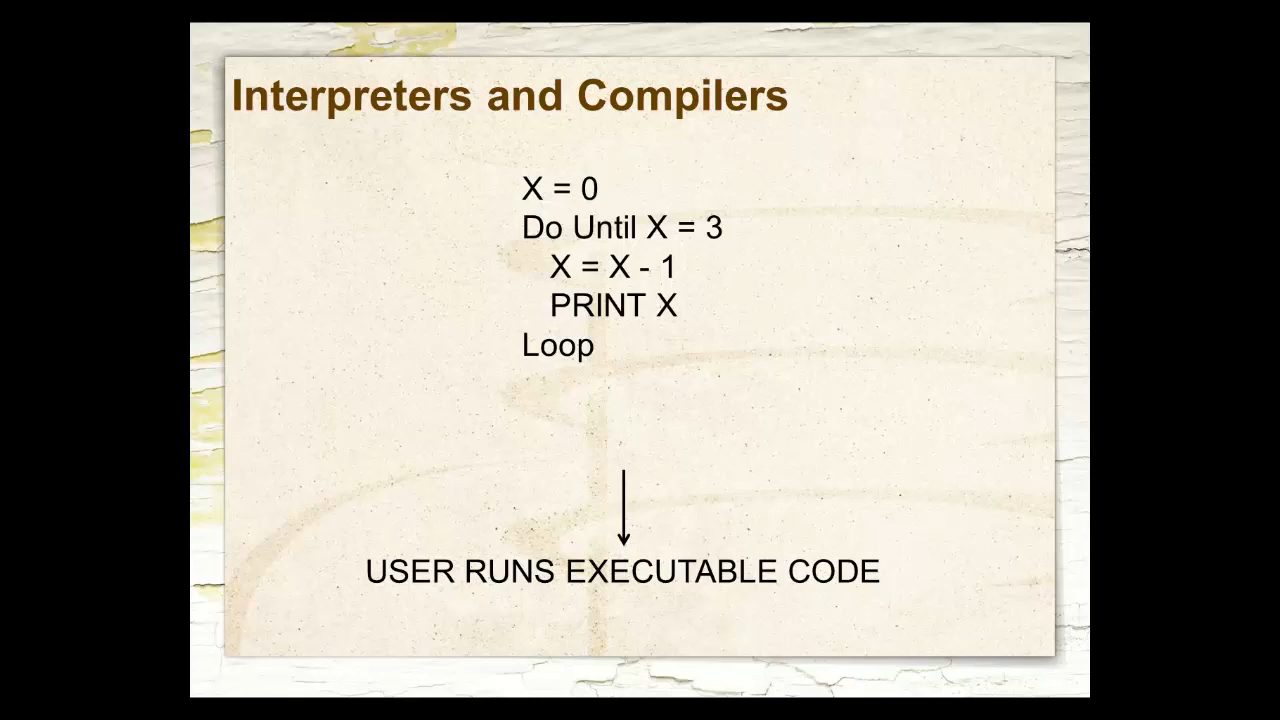 Interpreters and Compilers
X = 0
Do Until X = 3
X = X - 1
PRINT X
Loop
USER RUNS EXECUTABLE CODE